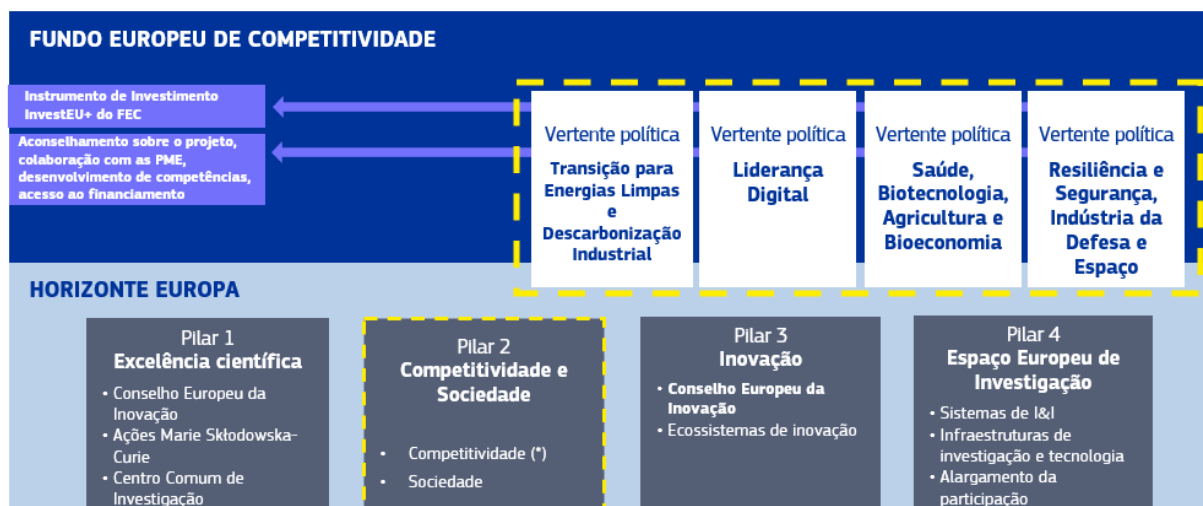 FUNDO EUROPEU DE COMPETITIVIDADE
Instrumento de Investimento
InvestEU+ do FEC
Aconselhamento sobre o projeto,
colaboração com as PME,
desenvolvimento de competências,
acesso ao financiamento
Vertente política
Transição para
Energias Limpas
e
Descarbonização
Industrial
Vertente política
Liderança
Digital
Vertente política
Saúde,
Biotecnologia,
Agricultura e
Bioeconomia
Vertente política
Resiliência e
Segurança,
Indústria da
Defesa e
Espaço
HORIZONTE EUROPA
Pilar 1
Excelência científica
• Conselho Europeu da
Inovação
• Ações Marie Skłodowska-
Curie
• Centro Comum de
Investigação
Pilar 2
Competitividade e
Sociedade
• Competitividade (*)
• Sociedade
Pilar 3
Inovação
• Conselho Europeu da
Inovação
• Ecossistemas de inovação
Pilar 4
Espaço Europeu de
Investigação
• Sistemas de I&I
• Infraestruturas de
investigação e tecnologia
• Alargamento da
participação